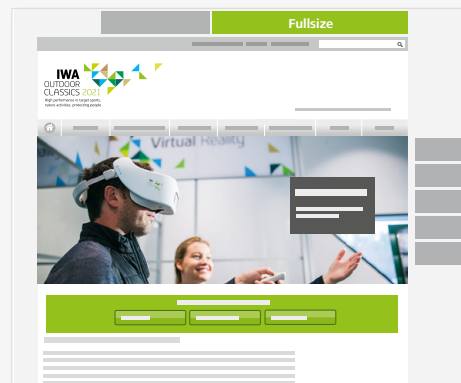 Fullsize
IWA
OUTDOOR
CLASSICS 2021
High performance in target sports,
nature activities, protecting people
Virtual Reality